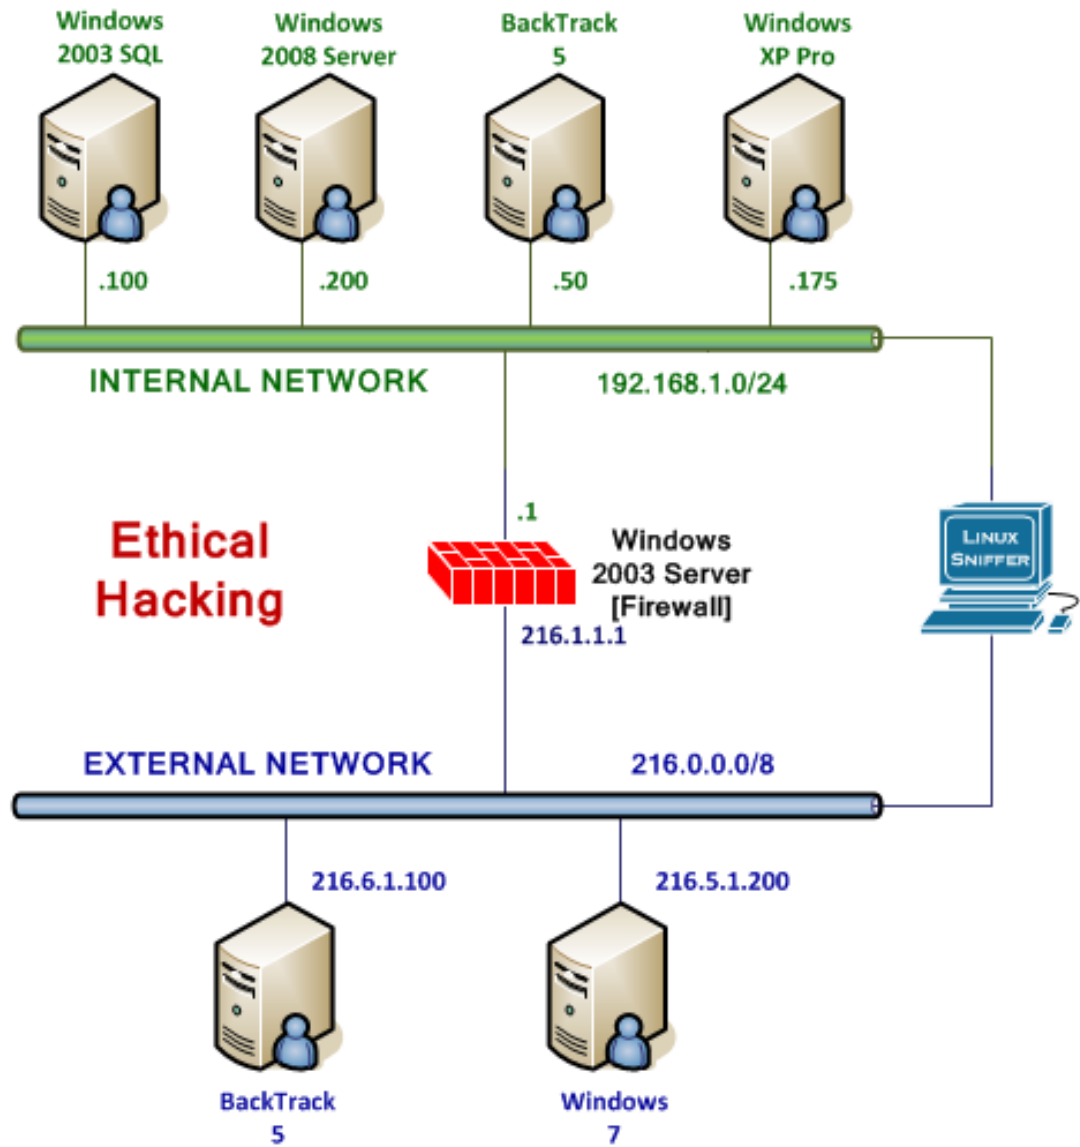 Windows
2003 SQL
Windows
2008 Server
BackTrack
5
Windows
XP Pro
.100
.200
.50
.175
INTERNAL NETWORK
192.168.1.0/24
Ethical
Hacking
.1
Windows
2003 Server
[Firewall]
216.1.1.1
LINUX
SNIFFER
EXTERNAL NETWORK
216.0.0.0/8
216.6.1.100
216.5.1.200
BackTrack
5
Windows
7